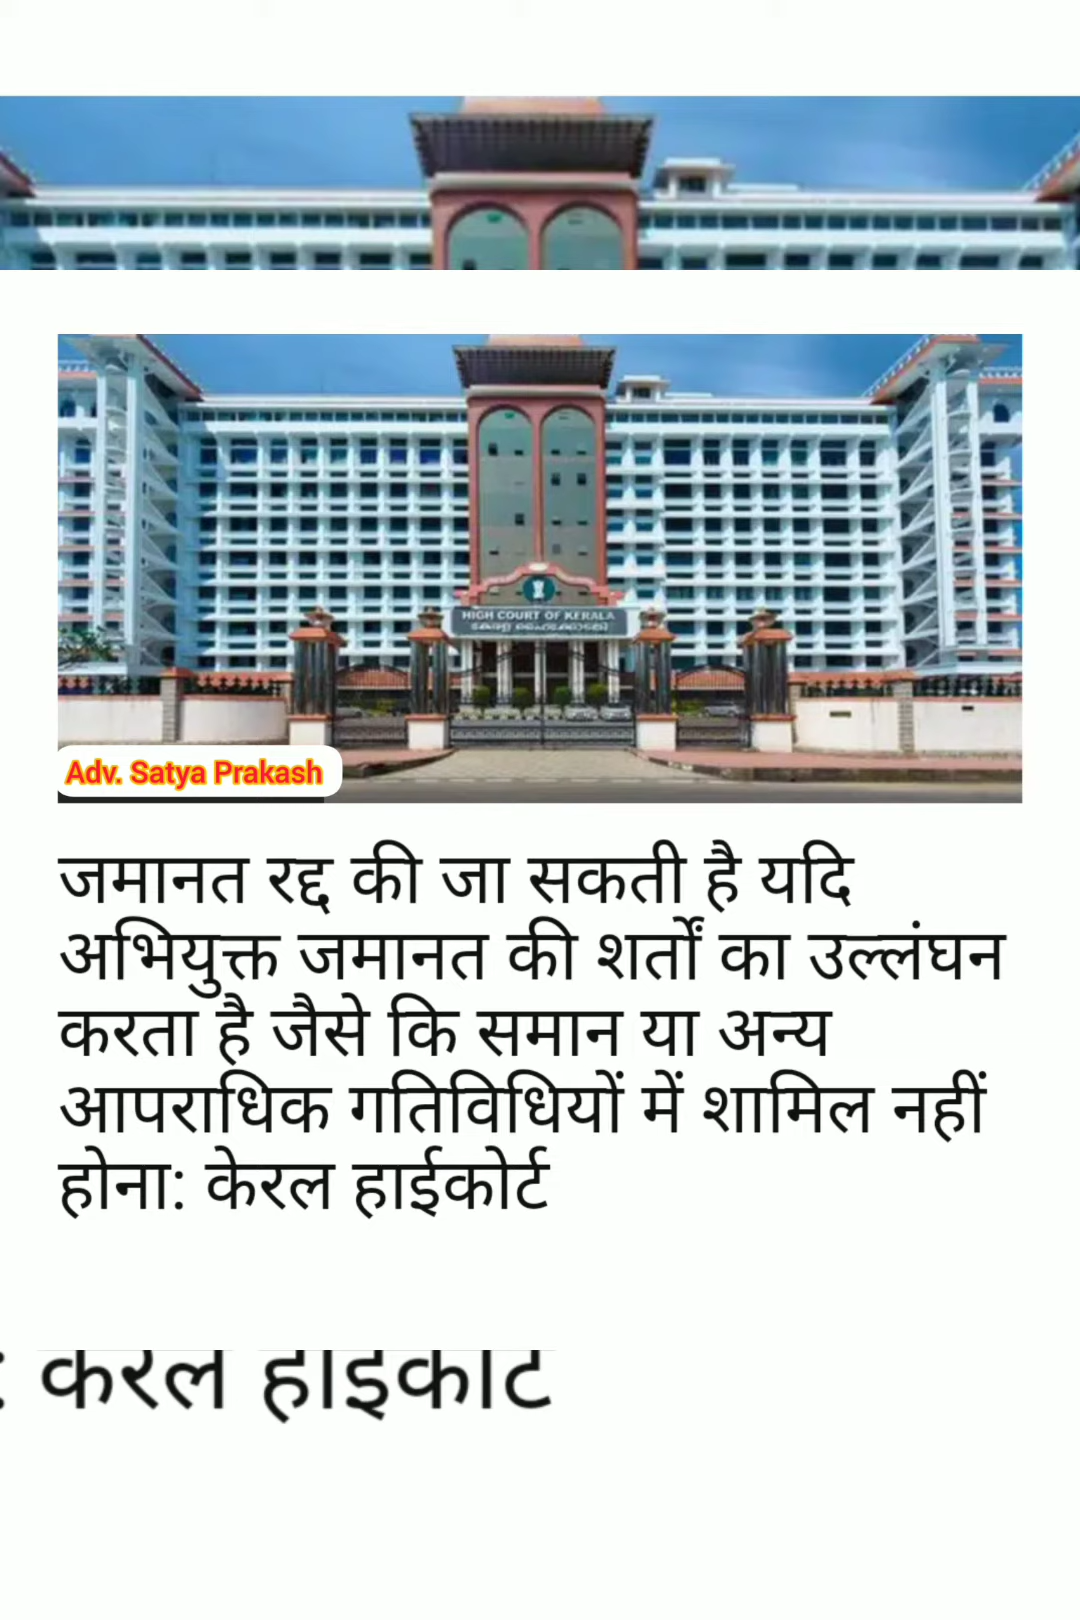 HIGH COURT OF KERALA
Adv. Satya Prakash
जमानत रद्द की जा सकती है यदि
अभियुक्त जमानत की शर्तों का उल्लंघन
करता है जैसे कि समान या अन्य
आपराधिक गतिविधियों में शामिल नहीं
होना: केरल हाईकोर्ट
: केरल हाईकोर्ट